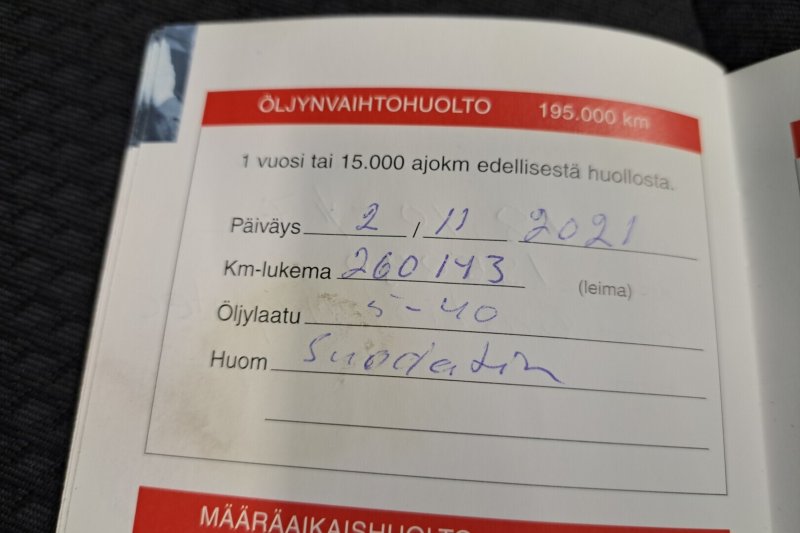 ÖLJYNVAIHTOHUOLTO 195.000 km
1 vuosi tai 15.000 ajokm edellisestä huollosta.
Päiväys 2 / 11 2021
Km-lukema 260143 (leima)
Öljylaatu 5-40
Huom Suodatin
MÄÄRÄAIKAISHUOLTO